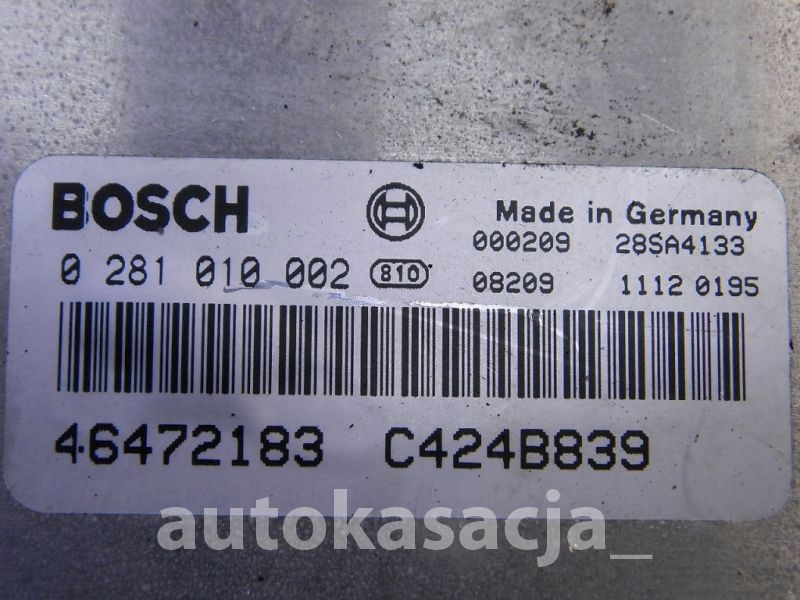 BOSCH
Made in Germany
000209 28SA4133
0 281 010 002 810 08209 1112 0195
46472183 C424B839
autokasacja_